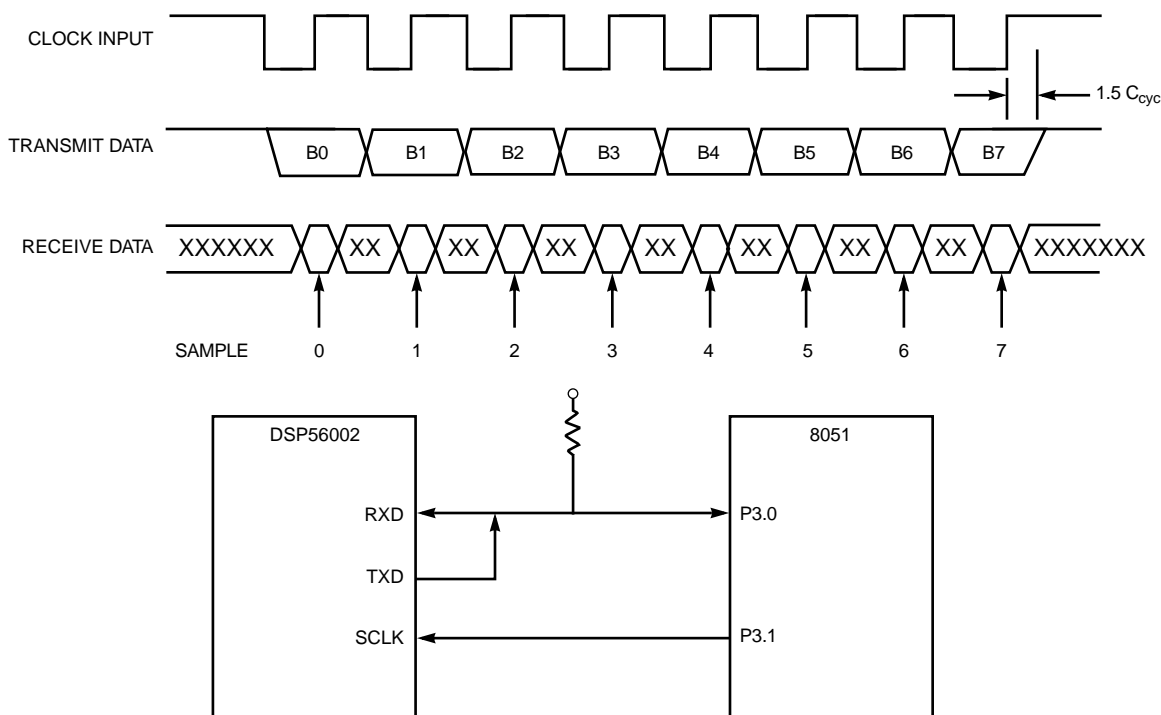 CLOCK INPUT
1.5 Ccyc
TRANSMIT DATA B0 B1 B2 B3 B4 B5 B6 B7
RECEIVE DATA XXXXXX XX XX XX XX XX XX XX XXXXXXX
SAMPLE 0 1 2 3 4 5 6 7
DSP56002 8051
RXD P3.0
TXD
SCLK P3.1